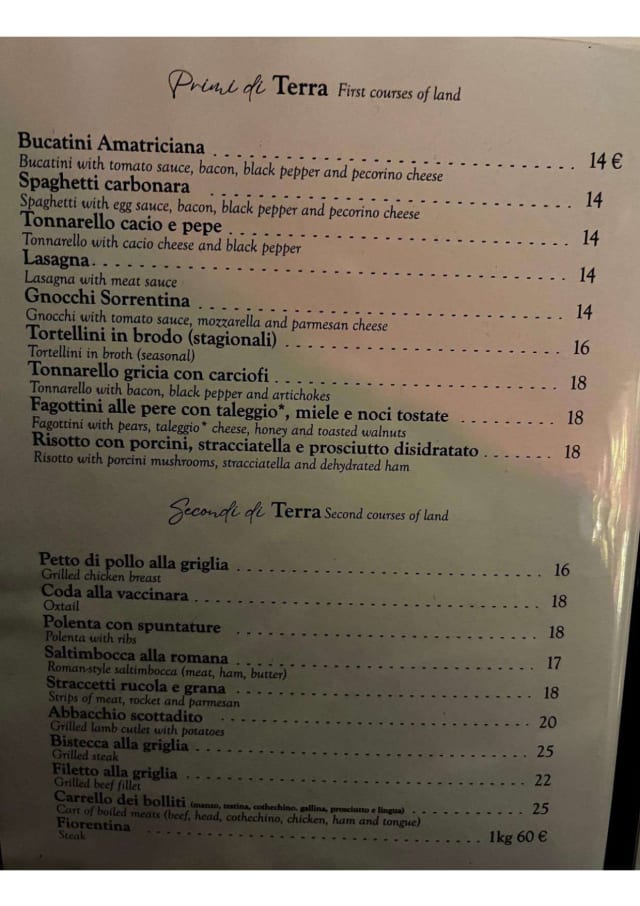 Primi di Terra First courses of land
Bucatini Amatriciana . . . . . . . . . . . . . . . . . . . . . . . . . . . . . . 14 €
Bucatini with tomato sauce, bacon, black pepper and pecorino cheese
Spaghetti carbonara . . . . . . . . . . . . . . . . . . . . . . . . . . . . . . 14
Spaghetti with egg sauce, bacon, black pepper and pecorino cheese
Tonnarello cacio e pepe . . . . . . . . . . . . . . . . . . . . . . . . . . . . 14
Tonnarello with cacio cheese and black pepper
Lasagna . . . . . . . . . . . . . . . . . . . . . . . . . . . . . . . . . . . . 14
Lasagna with meat sauce
Gnocchi Sorrentina . . . . . . . . . . . . . . . . . . . . . . . . . . . . . . 14
Gnocchi with tomato sauce, mozzarella and parmesan cheese
Tortellini in brodo (stagionali) . . . . . . . . . . . . . . . . . . . . . . 16
Tortellini in broth (seasonal)
Tonnarello gricia con carciofi . . . . . . . . . . . . . . . . . . . . . . . 18
Tonnarello with bacon, black pepper and artichokes
Fagottini alle pere con taleggio*, miele e noci tostate . . . . . . . . 18
Fagottini with pears, taleggio* cheese, honey and toasted walnuts
Risotto con porcini, stracciatella e prosciutto disidratato . . . . . . 18
Risotto with porcini mushrooms, stracciatella and dehydrated ham
Secondi di Terra Second courses of land
Petto di pollo alla griglia . . . . . . . . . . . . . . . . . . . . . . . . . 16
Grilled chicken breast
Coda alla vaccinara . . . . . . . . . . . . . . . . . . . . . . . . . . . . . 18
Oxtail
Polenta con spuntature . . . . . . . . . . . . . . . . . . . . . . . . . . 18
Polenta with ribs
Saltimbocca alla romana . . . . . . . . . . . . . . . . . . . . . . . . . 17
Roman-style saltimbocca (meat, ham, butter)
Straccetti rucola e grana . . . . . . . . . . . . . . . . . . . . . . . . . 18
Strips of meat, rocket and parmesan
Abbacchio scottadito . . . . . . . . . . . . . . . . . . . . . . . . . . . 20
Grilled lamb cutlet with potatoes
Bistecca alla griglia . . . . . . . . . . . . . . . . . . . . . . . . . . . . 25
Grilled steak
Filetto alla griglia . . . . . . . . . . . . . . . . . . . . . . . . . . . . . 22
Grilled beef fillet
Carrello dei bolliti (manzo, testina, cothechino, gallina, prosciutto e lingua) . . . . . . . . . . 25
Cart of boiled meats (beef, head, cothechino, chicken, ham and tongue)
Fiorentina . . . . . . . . . . . . . . . . . . . . . . . . . . . . . . 1kg 60 €
Steak